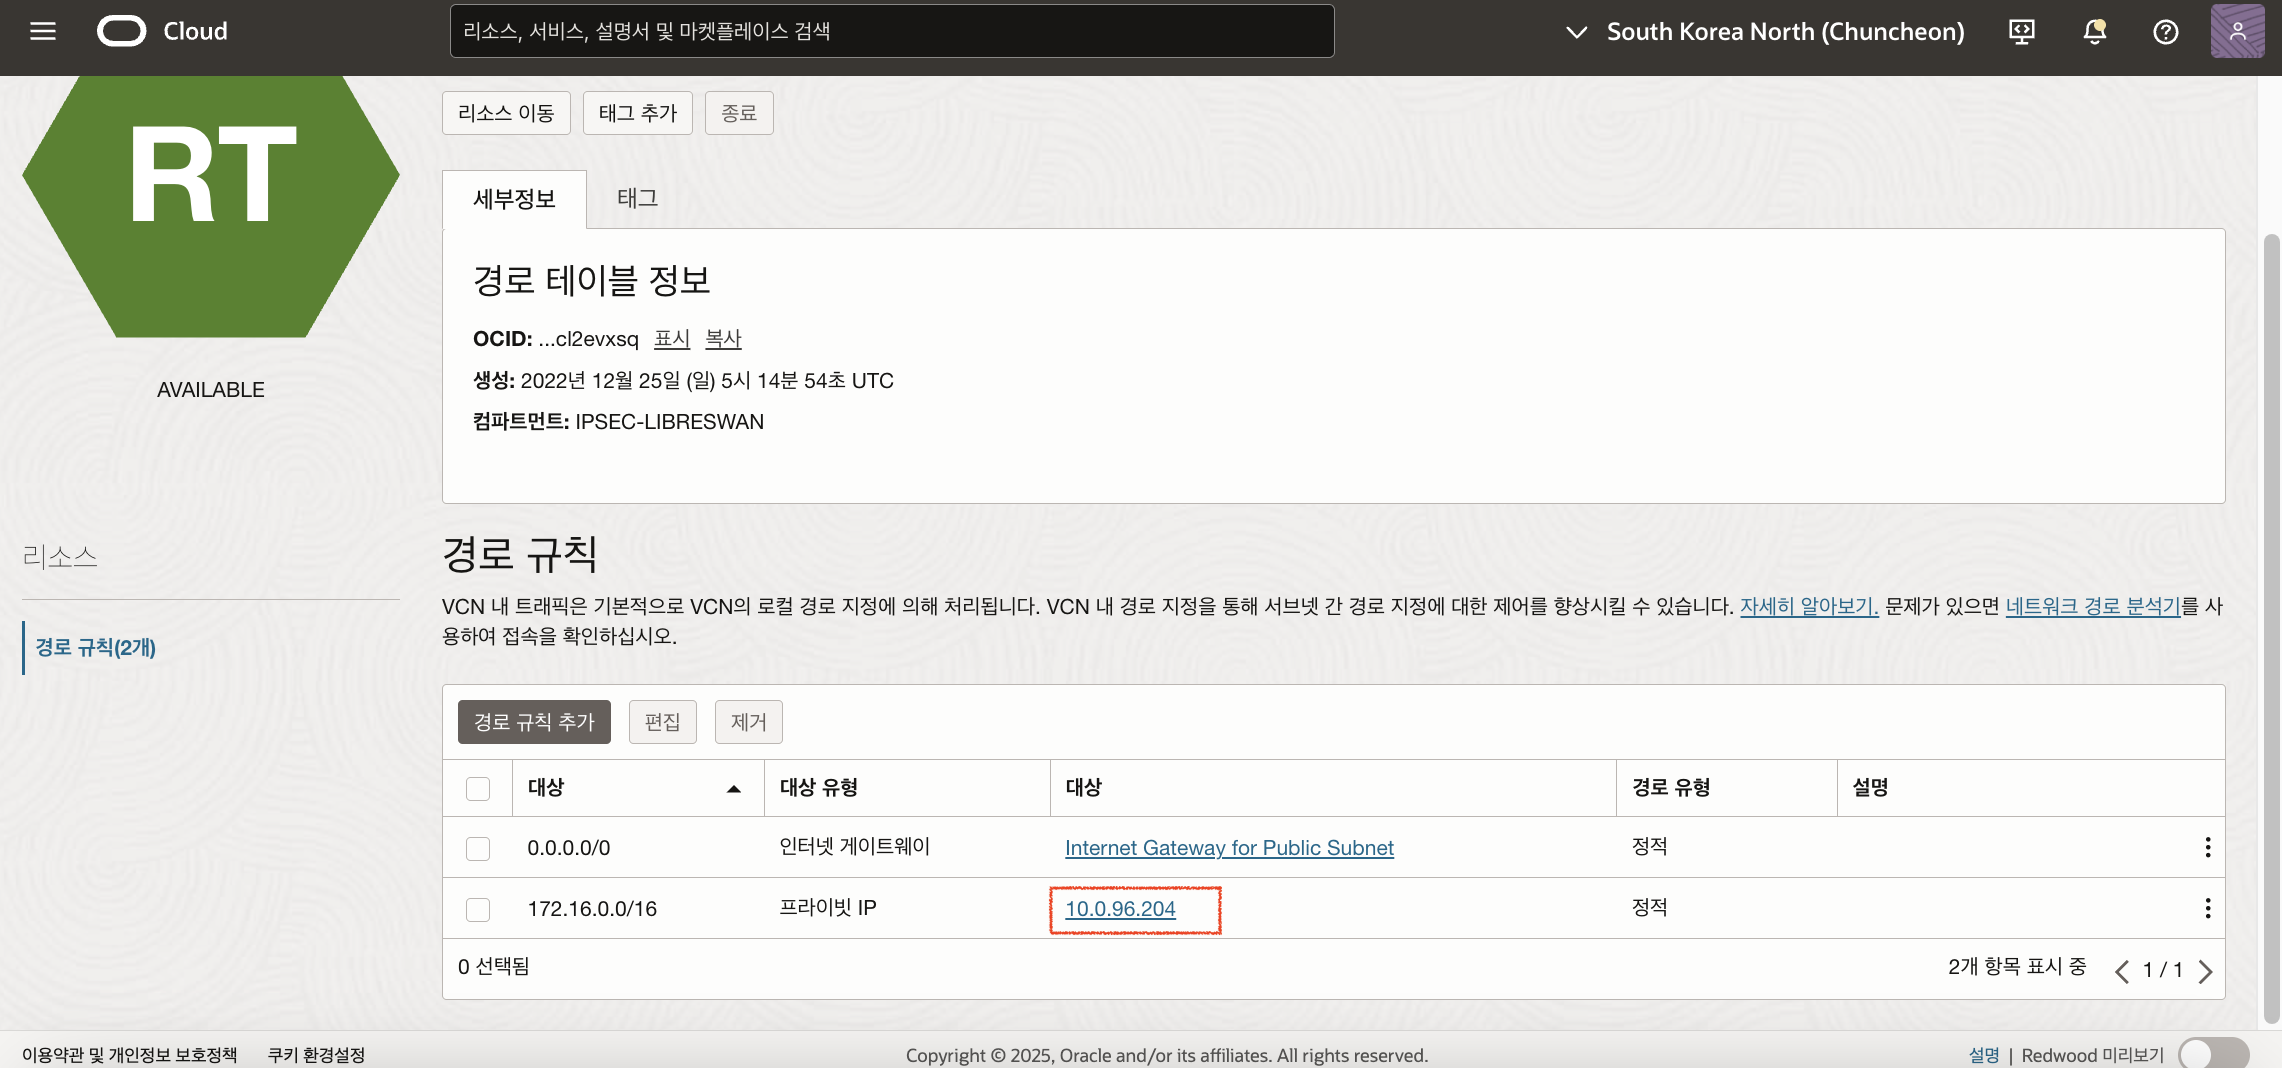 Cloud
리소스, 서비스, 설명서 및 마켓플레이스 검색
South Korea North (Chuncheon)
RT
AVAILABLE
리소스 이동
태그 추가
종료
세부정보
태그
경로 테이블 정보
OCID: ...cl2evxsq 표시 복사
생성: 2022년 12월 25일 (일) 5시 14분 54초 UTC
컴파트먼트: IPSEC-LIBRESWAN
리소스
경로 규칙(2개)
경로 규칙
VCN 내 트래픽은 기본적으로 VCN의 로컬 경로 지정에 의해 처리됩니다. VCN 내 경로 지정을 통해 서브넷 간 경로 지정에 대한 제어를 향상시킬 수 있습니다. 자세히 알아보기. 문제가 있으면 네트워크 경로 분석기를 사
용하여 접속을 확인하십시오.
경로 규칙 추가
편집
제거
대상 대상 유형 대상 경로 유형 설명
0.0.0.0/0 인터넷 게이트웨이 Internet Gateway for Public Subnet 정적
172.16.0.0/16 프라이빗 IP 10.0.96.204 정적
0 선택됨
2개 항목 표시 중 1 / 1
이용약관 및 개인정보 보호정책 쿠키 환경설정
Copyright © 2025, Oracle and/or its affiliates. All rights reserved.
설명 | Redwood 미리보기